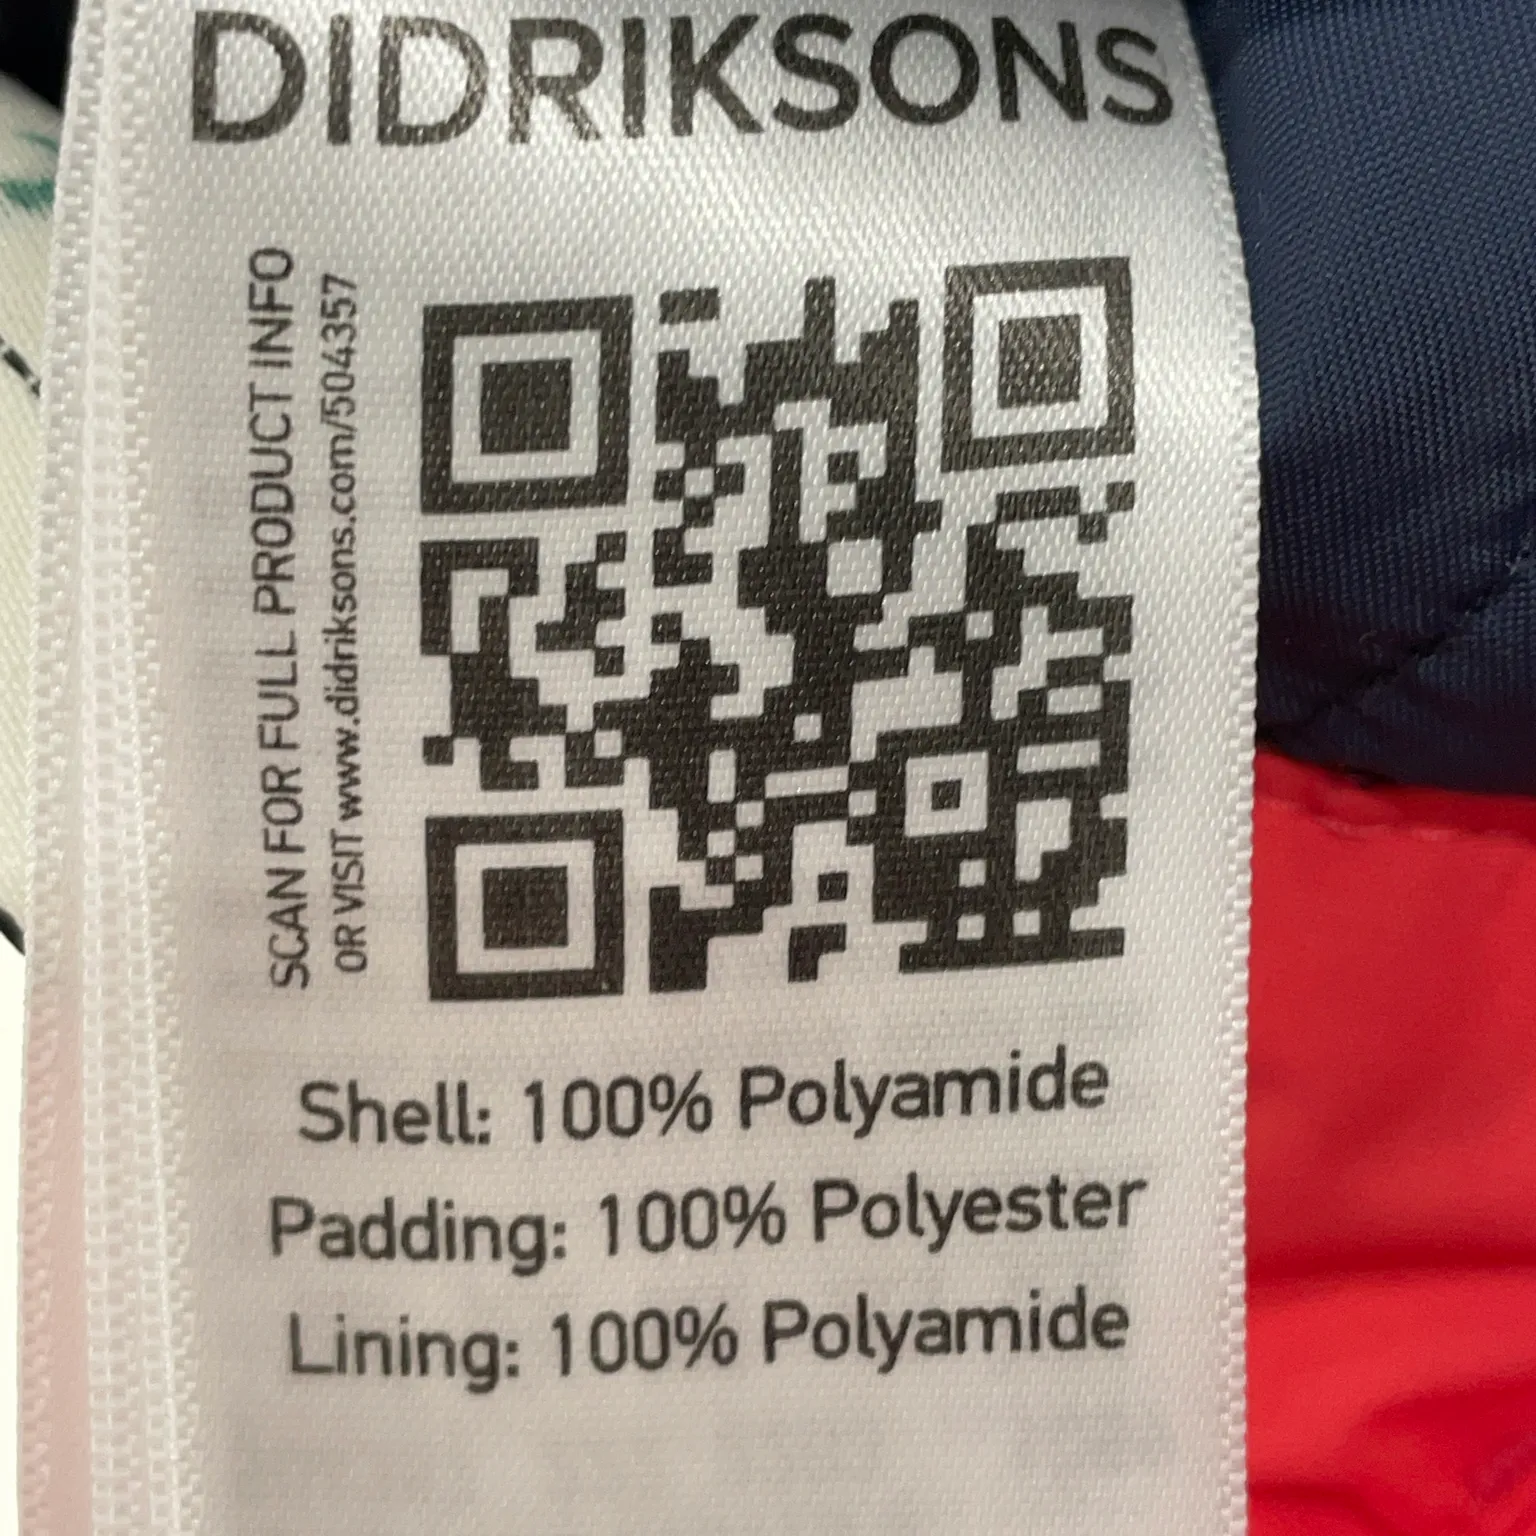 DIDRIKSONS
SCAN FOR FULL PRODUCT INFO
OR VISIT www.didriksons.com/504357
Shell: 100% Polyamide
Padding: 100% Polyester
Lining: 100% Polyamide